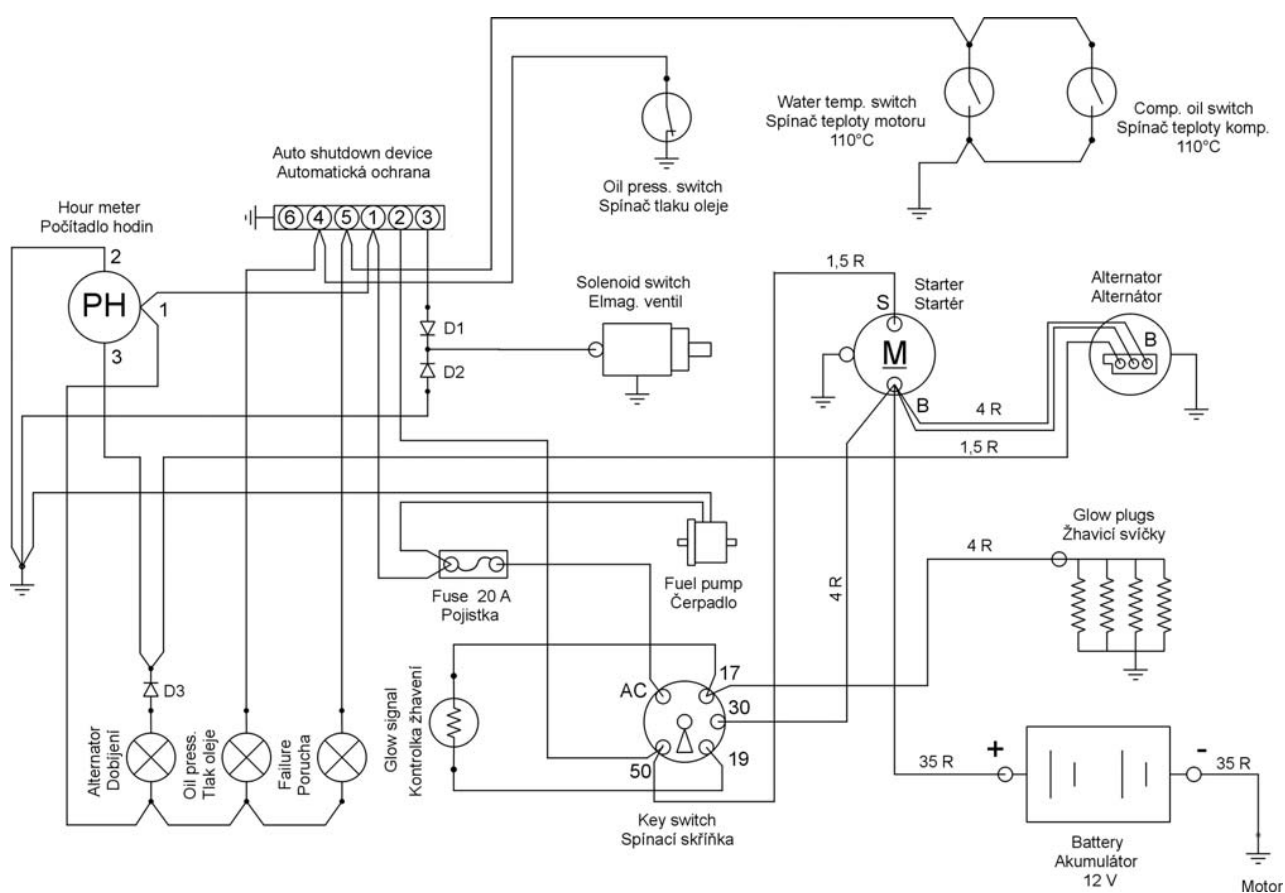 Water temp. switch
Spínač teploty motoru
110°C
Comp. oil switch
Spínač teploty komp.
110°C
Auto shutdown device
Automatická ochrana
Oil press. switch
Spínač tlaku oleje
Hour meter
Počítadlo hodin
6 4 5 1 2 3
2
PH
1
3
D1
D2
Solenoid switch
Elmag. ventil
1,5 R
S
Starter
Startér
M
B
Alternator
Alternátor
B
4 R
1,5 R
Fuse 20 A
Pojistka
Fuel pump
Čerpadlo
4 R
4 R
Glow plugs
Žhavicí svíčky
D3
Alternator
Dobíjení
Oil press.
Tlak oleje
Failure
Porucha
Glow signal
Kontrolka žhavení
AC
17
30
19
50
Key switch
Spínací skříňka
35 R
+
-
35 R
Battery
Akumulátor
12 V
Motor